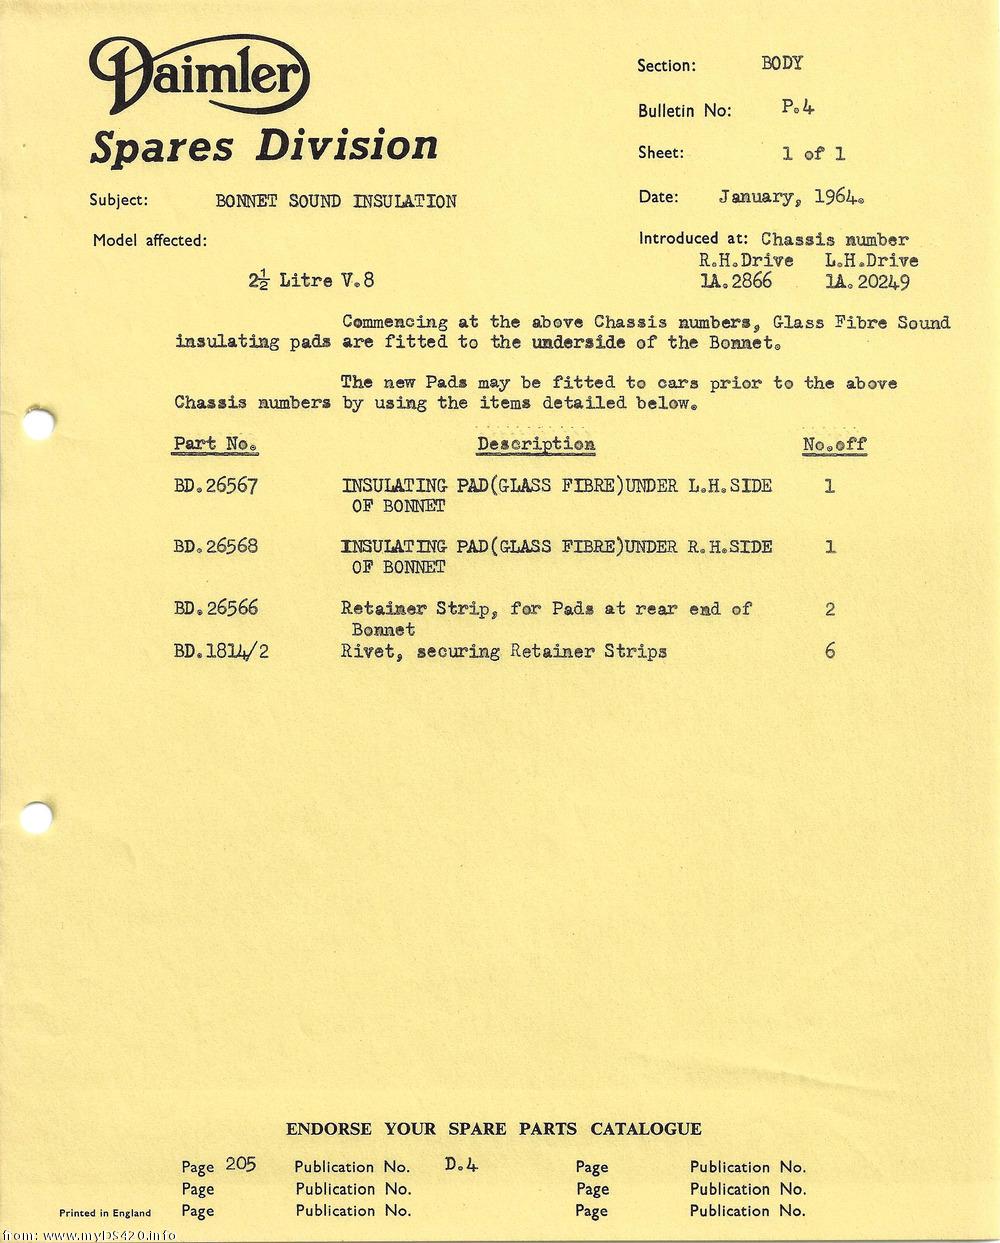 Daimler
Spares Division
Section: BODY
Bulletin No: P.4
Sheet: 1 of 1
Subject: BONNET SOUND INSULATION
Date: January, 1964.
Model affected:
2½ Litre V.8
Introduced at: Chassis number
R.H.Drive L.H.Drive
1A.2866 1A.20249
Commencing at the above Chassis numbers, Glass Fibre Sound
insulating pads are fitted to the underside of the Bonnet.
The new Pads may be fitted to cars prior to the above
Chassis numbers by using the items detailed below.
Part No. Description No.off
BD.26567 INSULATING PAD(GLASS FIBRE)UNDER L.H.SIDE 1
OF BONNET
BD.26568 INSULATING PAD(GLASS FIBRE)UNDER R.H.SIDE 1
OF BONNET
BD.26566 Retainer Strip, for Pads at rear end of 2
Bonnet
BD.1814/2 Rivet, securing Retainer Strips 6
ENDORSE YOUR SPARE PARTS CATALOGUE
Page 205 Publication No. D.4 Page Publication No.
Page Publication No. Page Publication No.
Printed in England Page Publication No. Page Publication No.
from: www.myDS420.info